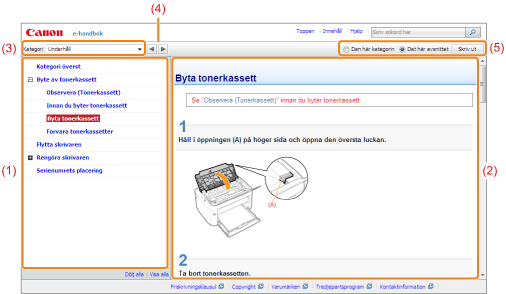 (4)
Canon e-handbok
Toppen Innehåll Hjälp Skriv sökord här
(3) Kategori Underhåll Den här kategorin Det här avsnittet Skriv ut (5)
Kategori överst
Byte av tonerkassett
Observera (Tonerkassett)
Innan du byter tonerkassett
Byta tonerkassett
Förvara tonerkassetter
Flytta skrivaren
Rengöra skrivaren
Serienumrets placering
(1)
Dölj alla Visa alla
Byta tonerkassett
Se "Observera (Tonerkassett)" innan du byter tonerkassett.
1
Håll i öppningen (A) på höger sida och öppna den översta luckan.
(A)
(2)
2
Ta bort tonerkassetten.
Friskrivningsklausul Copyright Varumärken Tredjepartsprogram Kontaktinformation